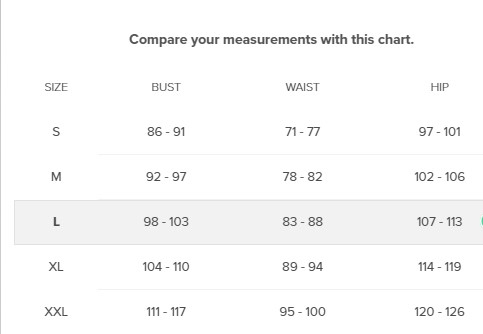 Compare your measurements with this chart.
SIZE BUST WAIST HIP
S 86 - 91 71 - 77 97 - 101
M 92 - 97 78 - 82 102 - 106
L 98 - 103 83 - 88 107 - 113
XL 104 - 110 89 - 94 114 - 119
XXL 111 - 117 95 - 100 120 - 126